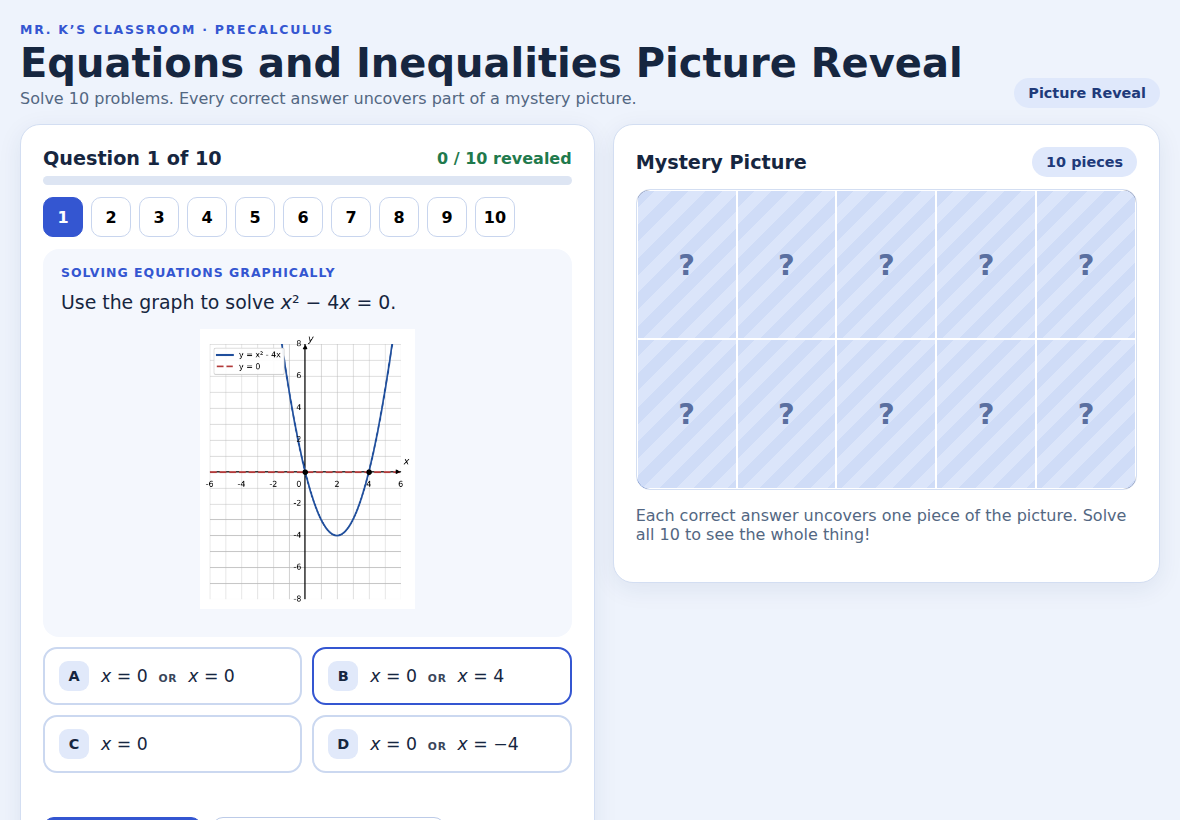 MR. K’S CLASSROOM · PRECALCULUS
Equations and Inequalities Picture Reveal
Solve 10 problems. Every correct answer uncovers part of a mystery picture.
Picture Reveal
Question 1 of 10
0 / 10 revealed
1 2 3 4 5 6 7 8 9 10
SOLVING EQUATIONS GRAPHICALLY
Use the graph to solve x² − 4x = 0.
y
8
y = x² - 4x
y = 0
6
4
2
x
-6 -4 -2 0 2 4 6
-2
-4
-6
-8
A x = 0 OR x = 0
B x = 0 OR x = 4
C x = 0
D x = 0 OR x = −4
Mystery Picture
10 pieces
? ? ? ? ?
? ? ? ? ?
Each correct answer uncovers one piece of the picture. Solve
all 10 to see the whole thing!